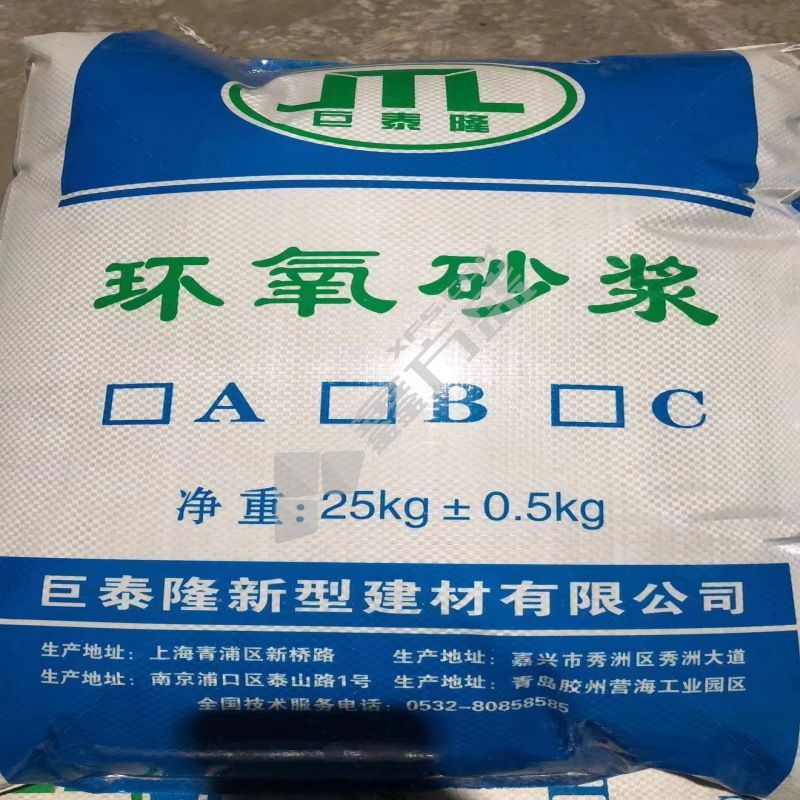 JTL
巨泰隆
环氧砂浆
□A □B □C
净重：25kg±0.5kg
巨泰隆新型建材有限公司
生产地址：上海青浦区新桥路 生产地址：嘉兴市秀洲区秀洲大道
生产地址：南京浦口区泰山路1号 生产地址：青岛胶州营海工业园区
全国技术服务电话：0532-80858585